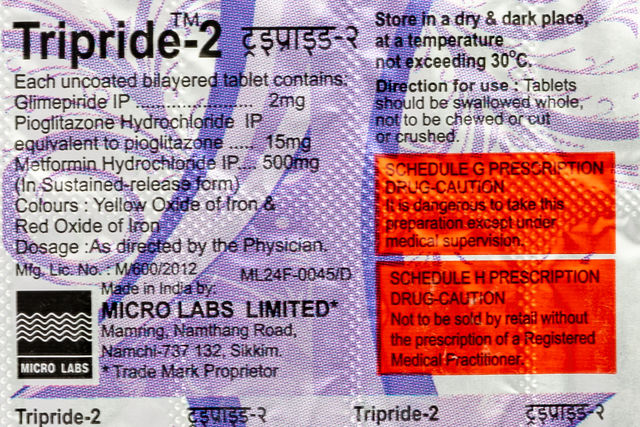 Tripride-2™ ट्राइप्राइड-२
Each uncoated bilayered tablet contains:
Glimepiride IP ........................ 2mg
Pioglitazone Hydrochloride IP
equivalent to pioglitazone ..... 15mg
Metformin Hydrochloride IP.... 500mg
(In Sustained-release form)
Colours : Yellow Oxide of Iron &
Red Oxide of Iron
Dosage :As directed by the Physician.
Mfg. Lic. No. : M/600/2012 ML24F-0045/D
Made in India by:
MICRO LABS LIMITED*
Mamring, Namthang Road,
Namchi-737 132, Sikkim.
* Trade Mark Proprietor
MICRO LABS
Store in a dry & dark place,
at a temperature
not exceeding 30°C.
Direction for use : Tablets
should be swallowed whole,
not to be chewed or cut
or crushed.
SCHEDULE G PRESCRIPTION
DRUG-CAUTION
It is dangerous to take this
preparation except under
medical supervision.
SCHEDULE H PRESCRIPTION
DRUG-CAUTION
Not to be sold by retail without
the prescription of a Registered
Medical Practitioner.
Tripride-2 ट्राइप्राइड-२ Tripride-2 ट्राइप्राइड-२